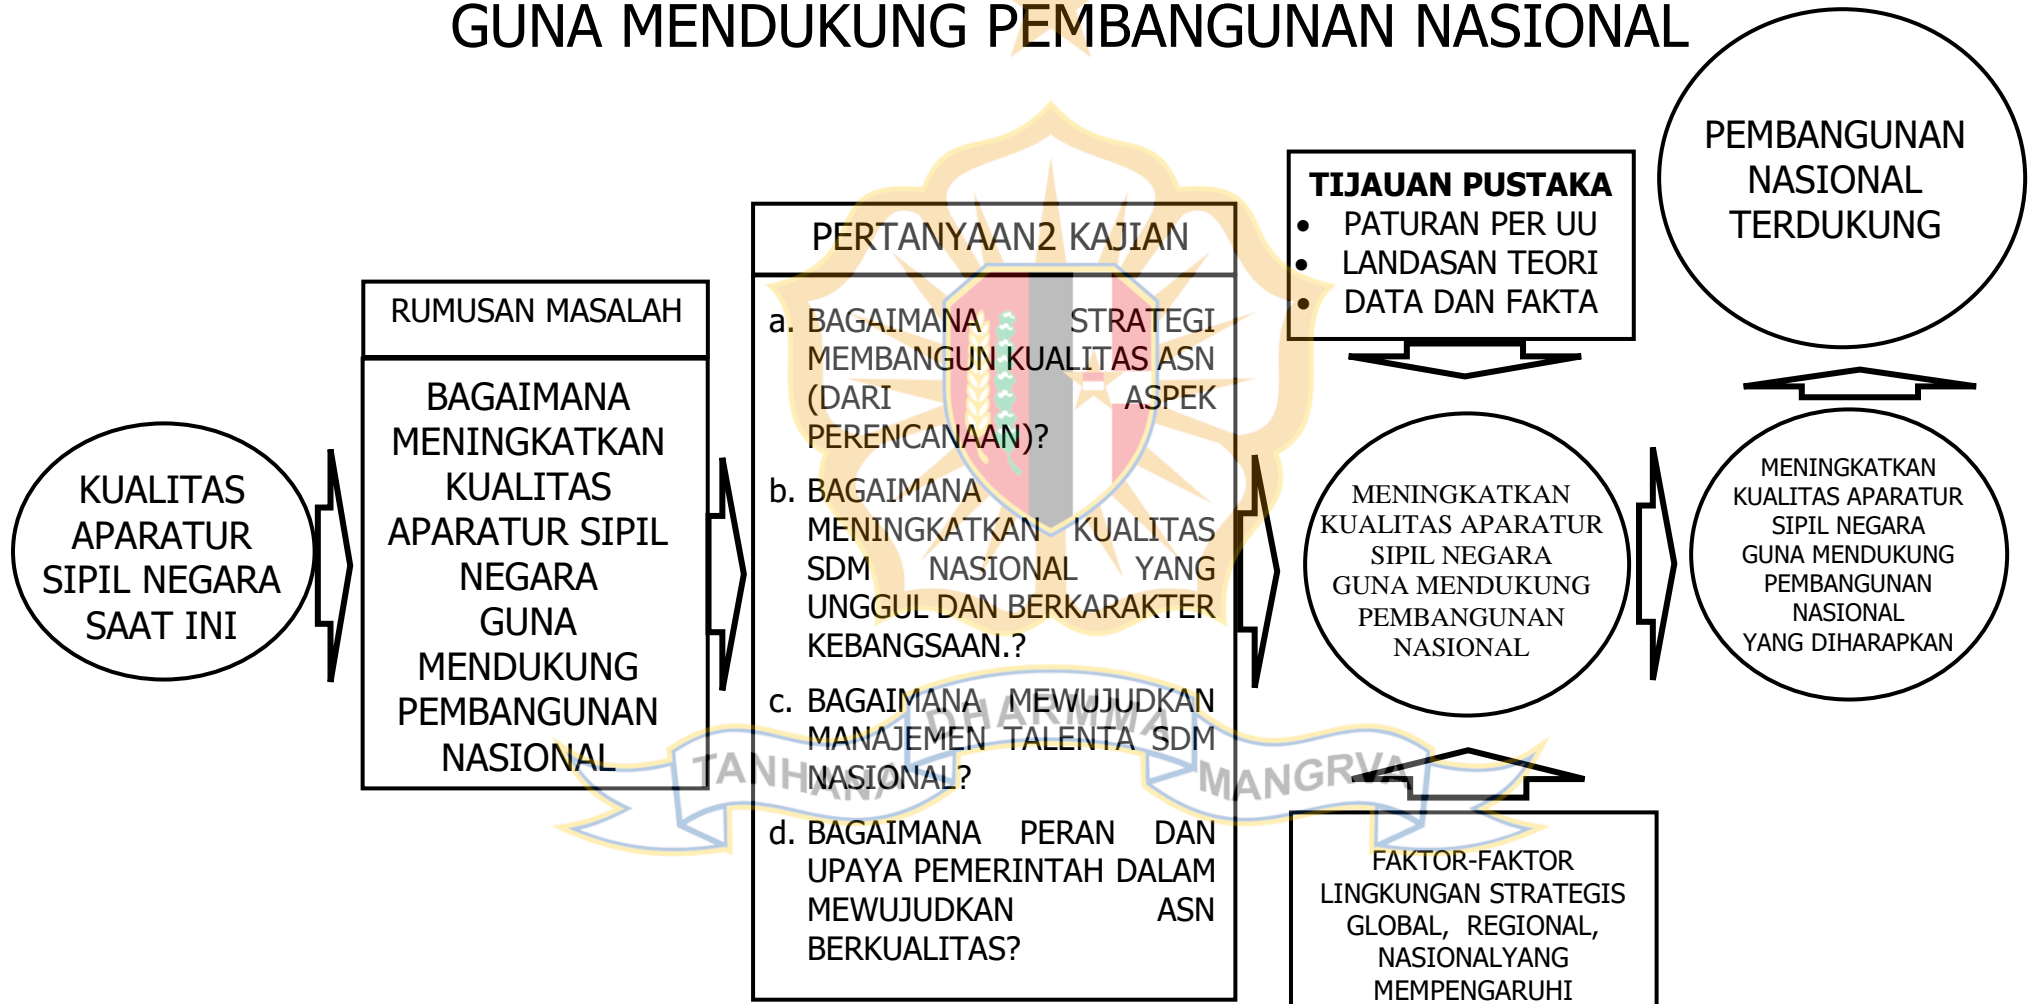 GUNA MENDUKUNG PEMBANGUNAN NASIONAL
KUALITAS
APARATUR
SIPIL NEGARA
SAAT INI
RUMUSAN MASALAH
BAGAIMANA
MENINGKATKAN
KUALITAS
APARATUR SIPIL
NEGARA
GUNA
MENDUKUNG
PEMBANGUNAN
NASIONAL
PERTANYAAN2 KAJIAN
a. BAGAIMANA STRATEGI
MEMBANGUN KUALITAS ASN
(DARI ASPEK
PERENCANAAN)?
b. BAGAIMANA
MENINGKATKAN KUALITAS
SDM NASIONAL YANG
UNGGUL DAN BERKARAKTER
KEBANGSAAN.?
c. BAGAIMANA MEWUJUDKAN
MANAJEMEN TALENTA SDM
NASIONAL?
d. BAGAIMANA PERAN DAN
UPAYA PEMERINTAH DALAM
MEWUJUDKAN ASN
BERKUALITAS?
TIJAUAN PUSTAKA
• PATURAN PER UU
• LANDASAN TEORI
• DATA DAN FAKTA
MENINGKATKAN
KUALITAS APARATUR
SIPIL NEGARA
GUNA MENDUKUNG
PEMBANGUNAN
NASIONAL
FAKTOR-FAKTOR
LINGKUNGAN STRATEGIS
GLOBAL, REGIONAL,
NASIONALYANG
MEMPENGARUHI
PEMBANGUNAN
NASIONAL
TERDUKUNG
MENINGKATKAN
KUALITAS APARATUR
SIPIL NEGARA
GUNA MENDUKUNG
PEMBANGUNAN
NASIONAL
YANG DIHARAPKAN
TANHANA DHARMMA MANGRVA